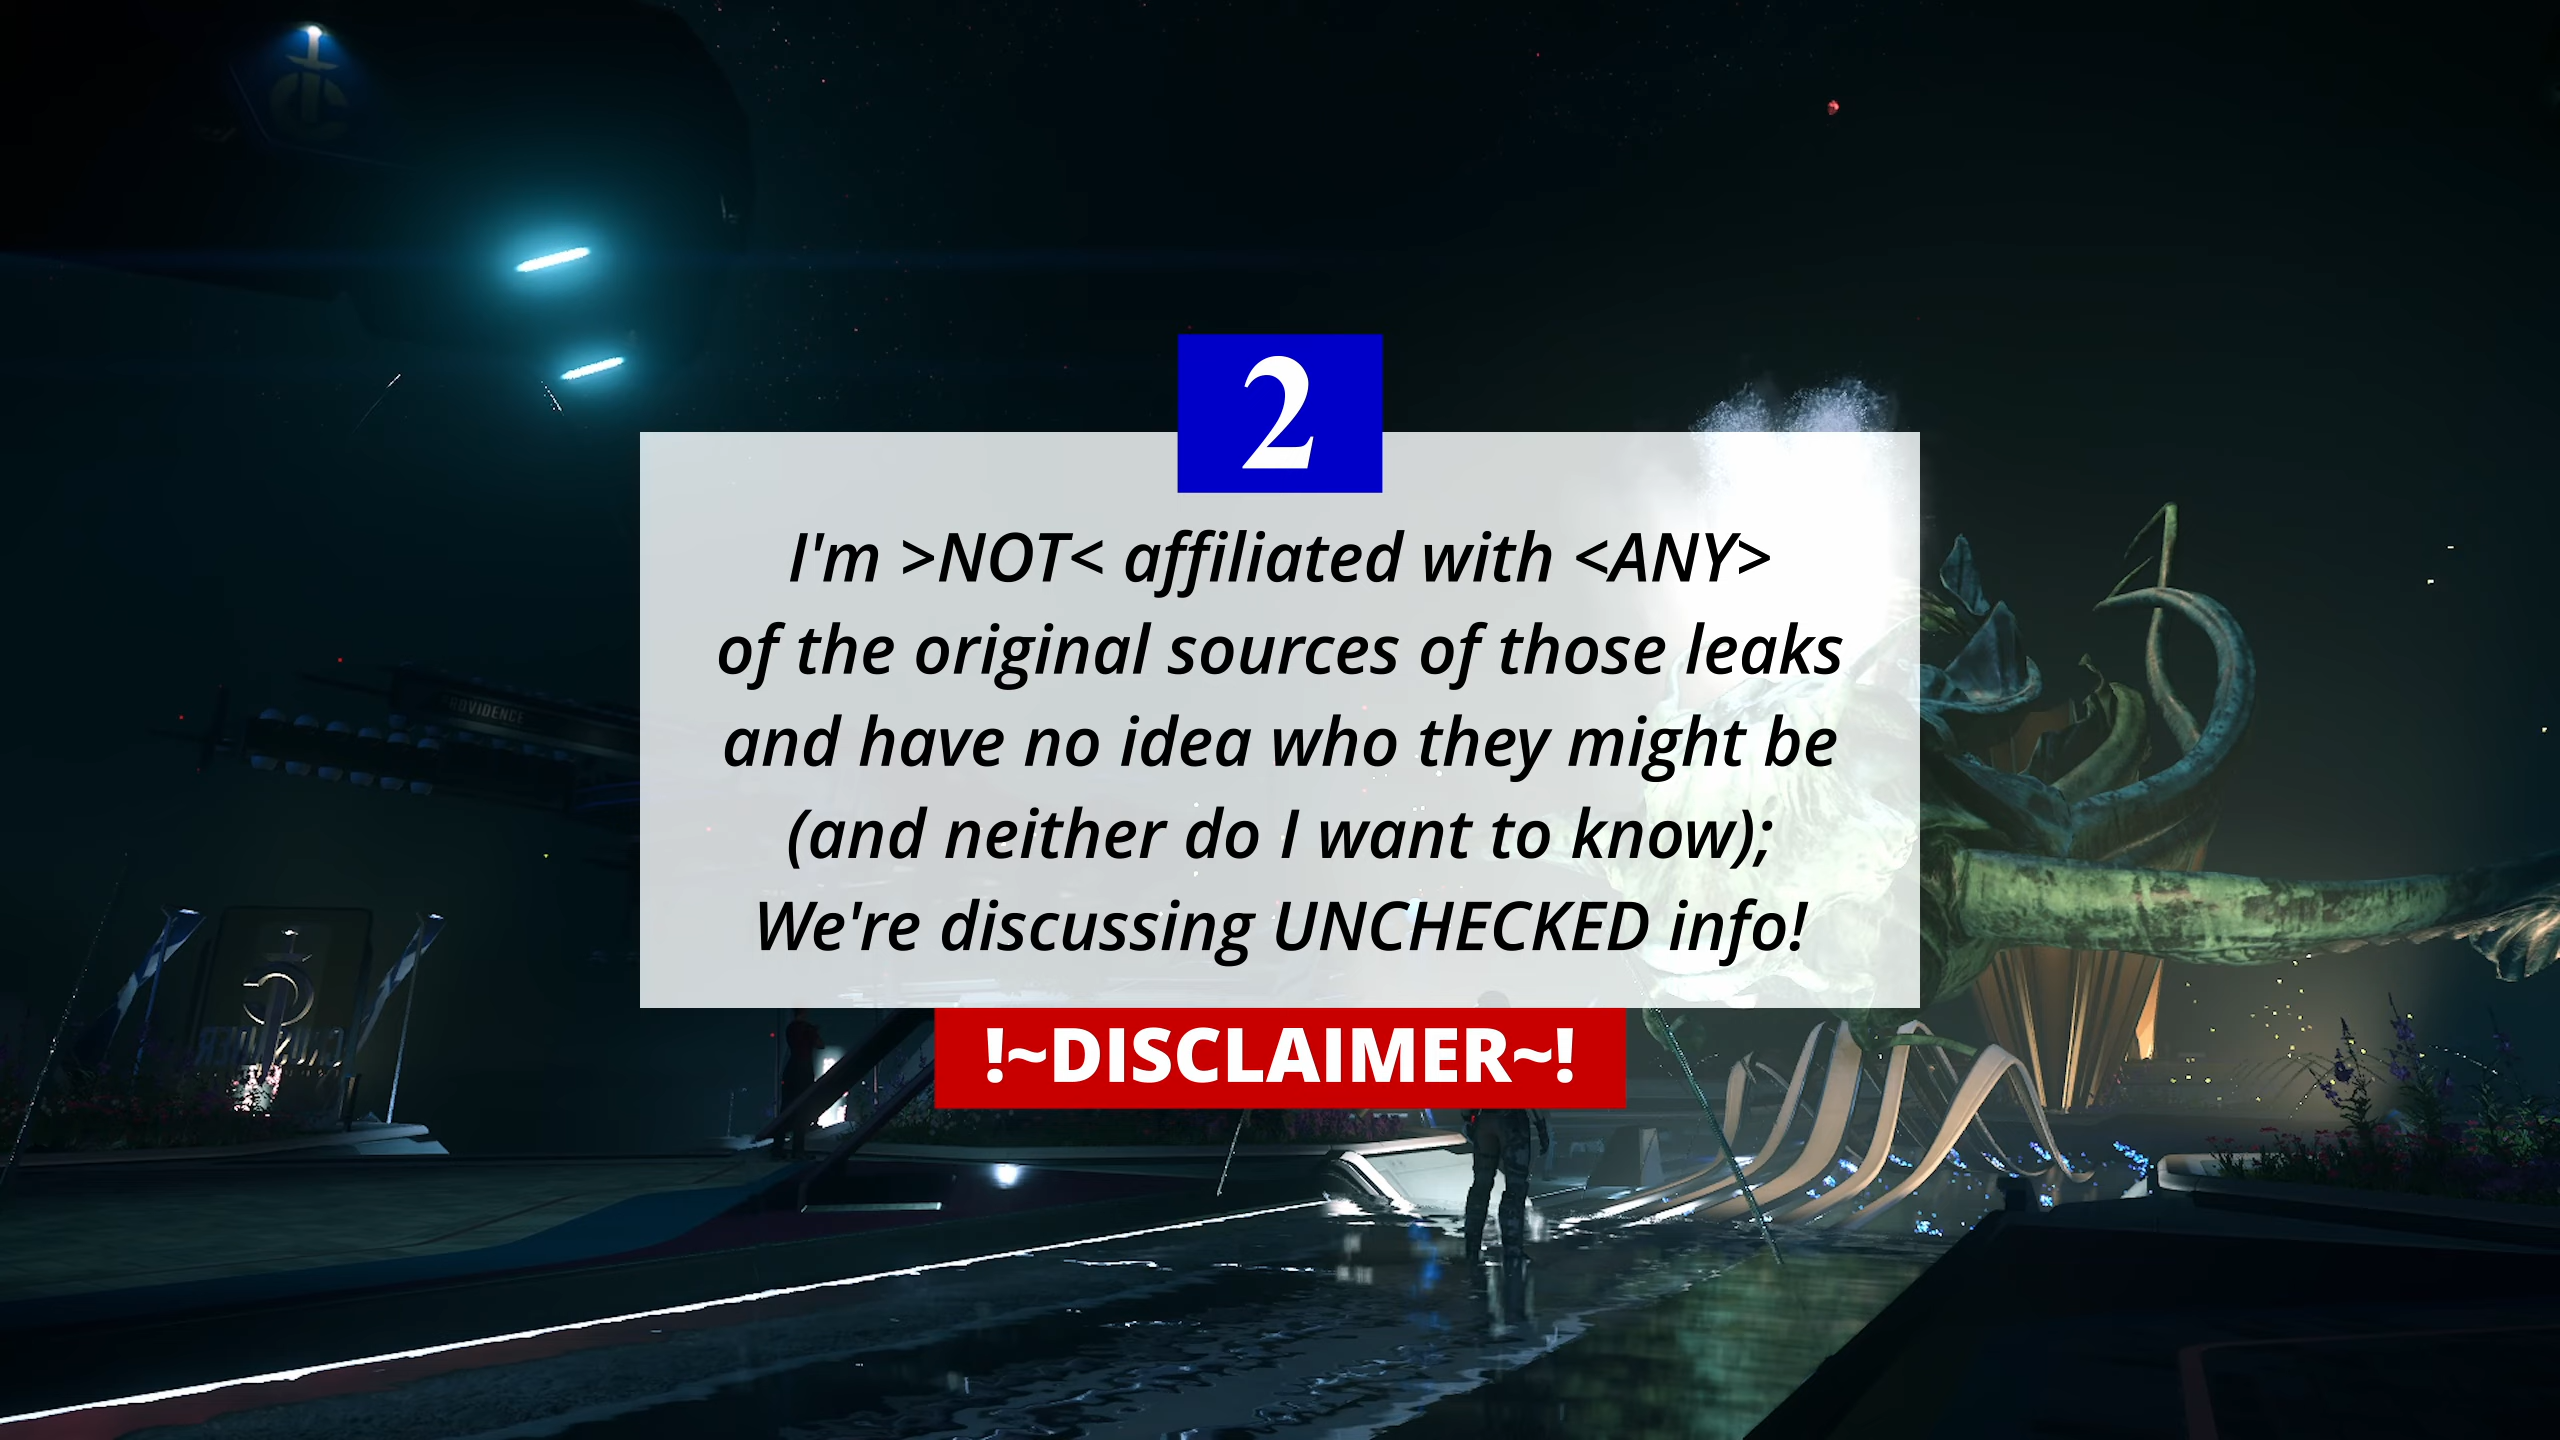 2
I'm >NOT< affiliated with <ANY>
of the original sources of those leaks
and have no idea who they might be
(and neither do I want to know);
We're discussing UNCHECKED info!
!~DISCLAIMER~!
ROVIDENCE